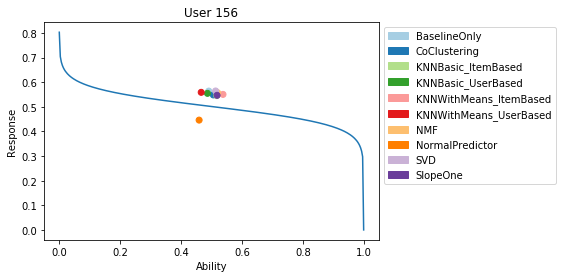 User 156
0.8
0.7
0.6
0.5
0.4
0.3
0.2
0.1
0.0
Response
0.0 0.2 0.4 0.6 0.8 1.0
Ability
BaselineOnly
CoClustering
KNNBasic_ItemBased
KNNBasic_UserBased
KNNWithMeans_ItemBased
KNNWithMeans_UserBased
NMF
NormalPredictor
SVD
SlopeOne